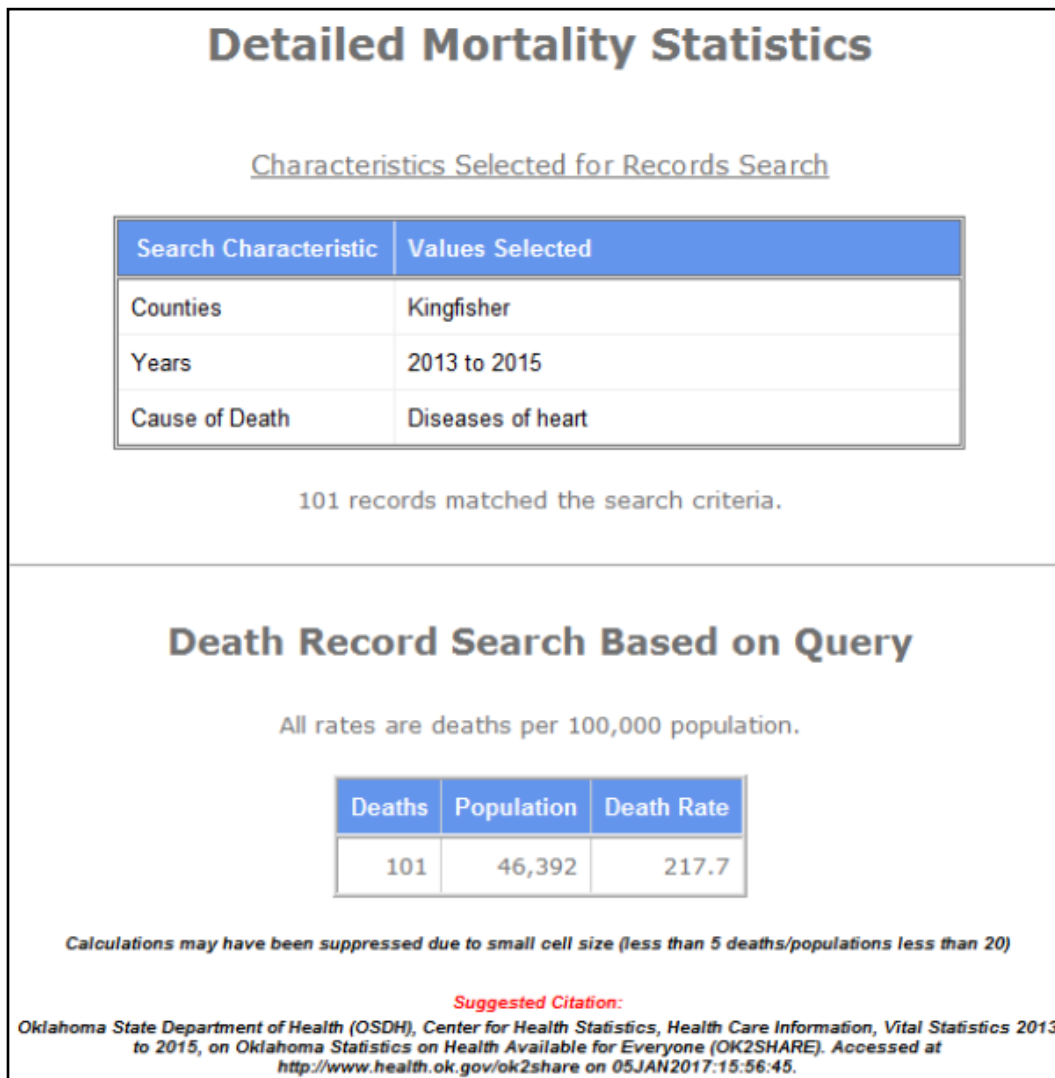 Detailed Mortality Statistics
Characteristics Selected for Records Search
Search Characteristic Values Selected
Counties Kingfisher
Years 2013 to 2015
Cause of Death Diseases of heart
101 records matched the search criteria.
Death Record Search Based on Query
All rates are deaths per 100,000 population.
Deaths Population Death Rate
101 46,392 217.7
Calculations may have been suppressed due to small cell size (less than 5 deaths/populations less than 20)
Suggested Citation:
Oklahoma State Department of Health (OSDH), Center for Health Statistics, Health Care Information, Vital Statistics 2013
to 2015, on Oklahoma Statistics on Health Available for Everyone (OK2SHARE). Accessed at
http://www.health.ok.gov/ok2share on 05JAN2017:15:56:45.